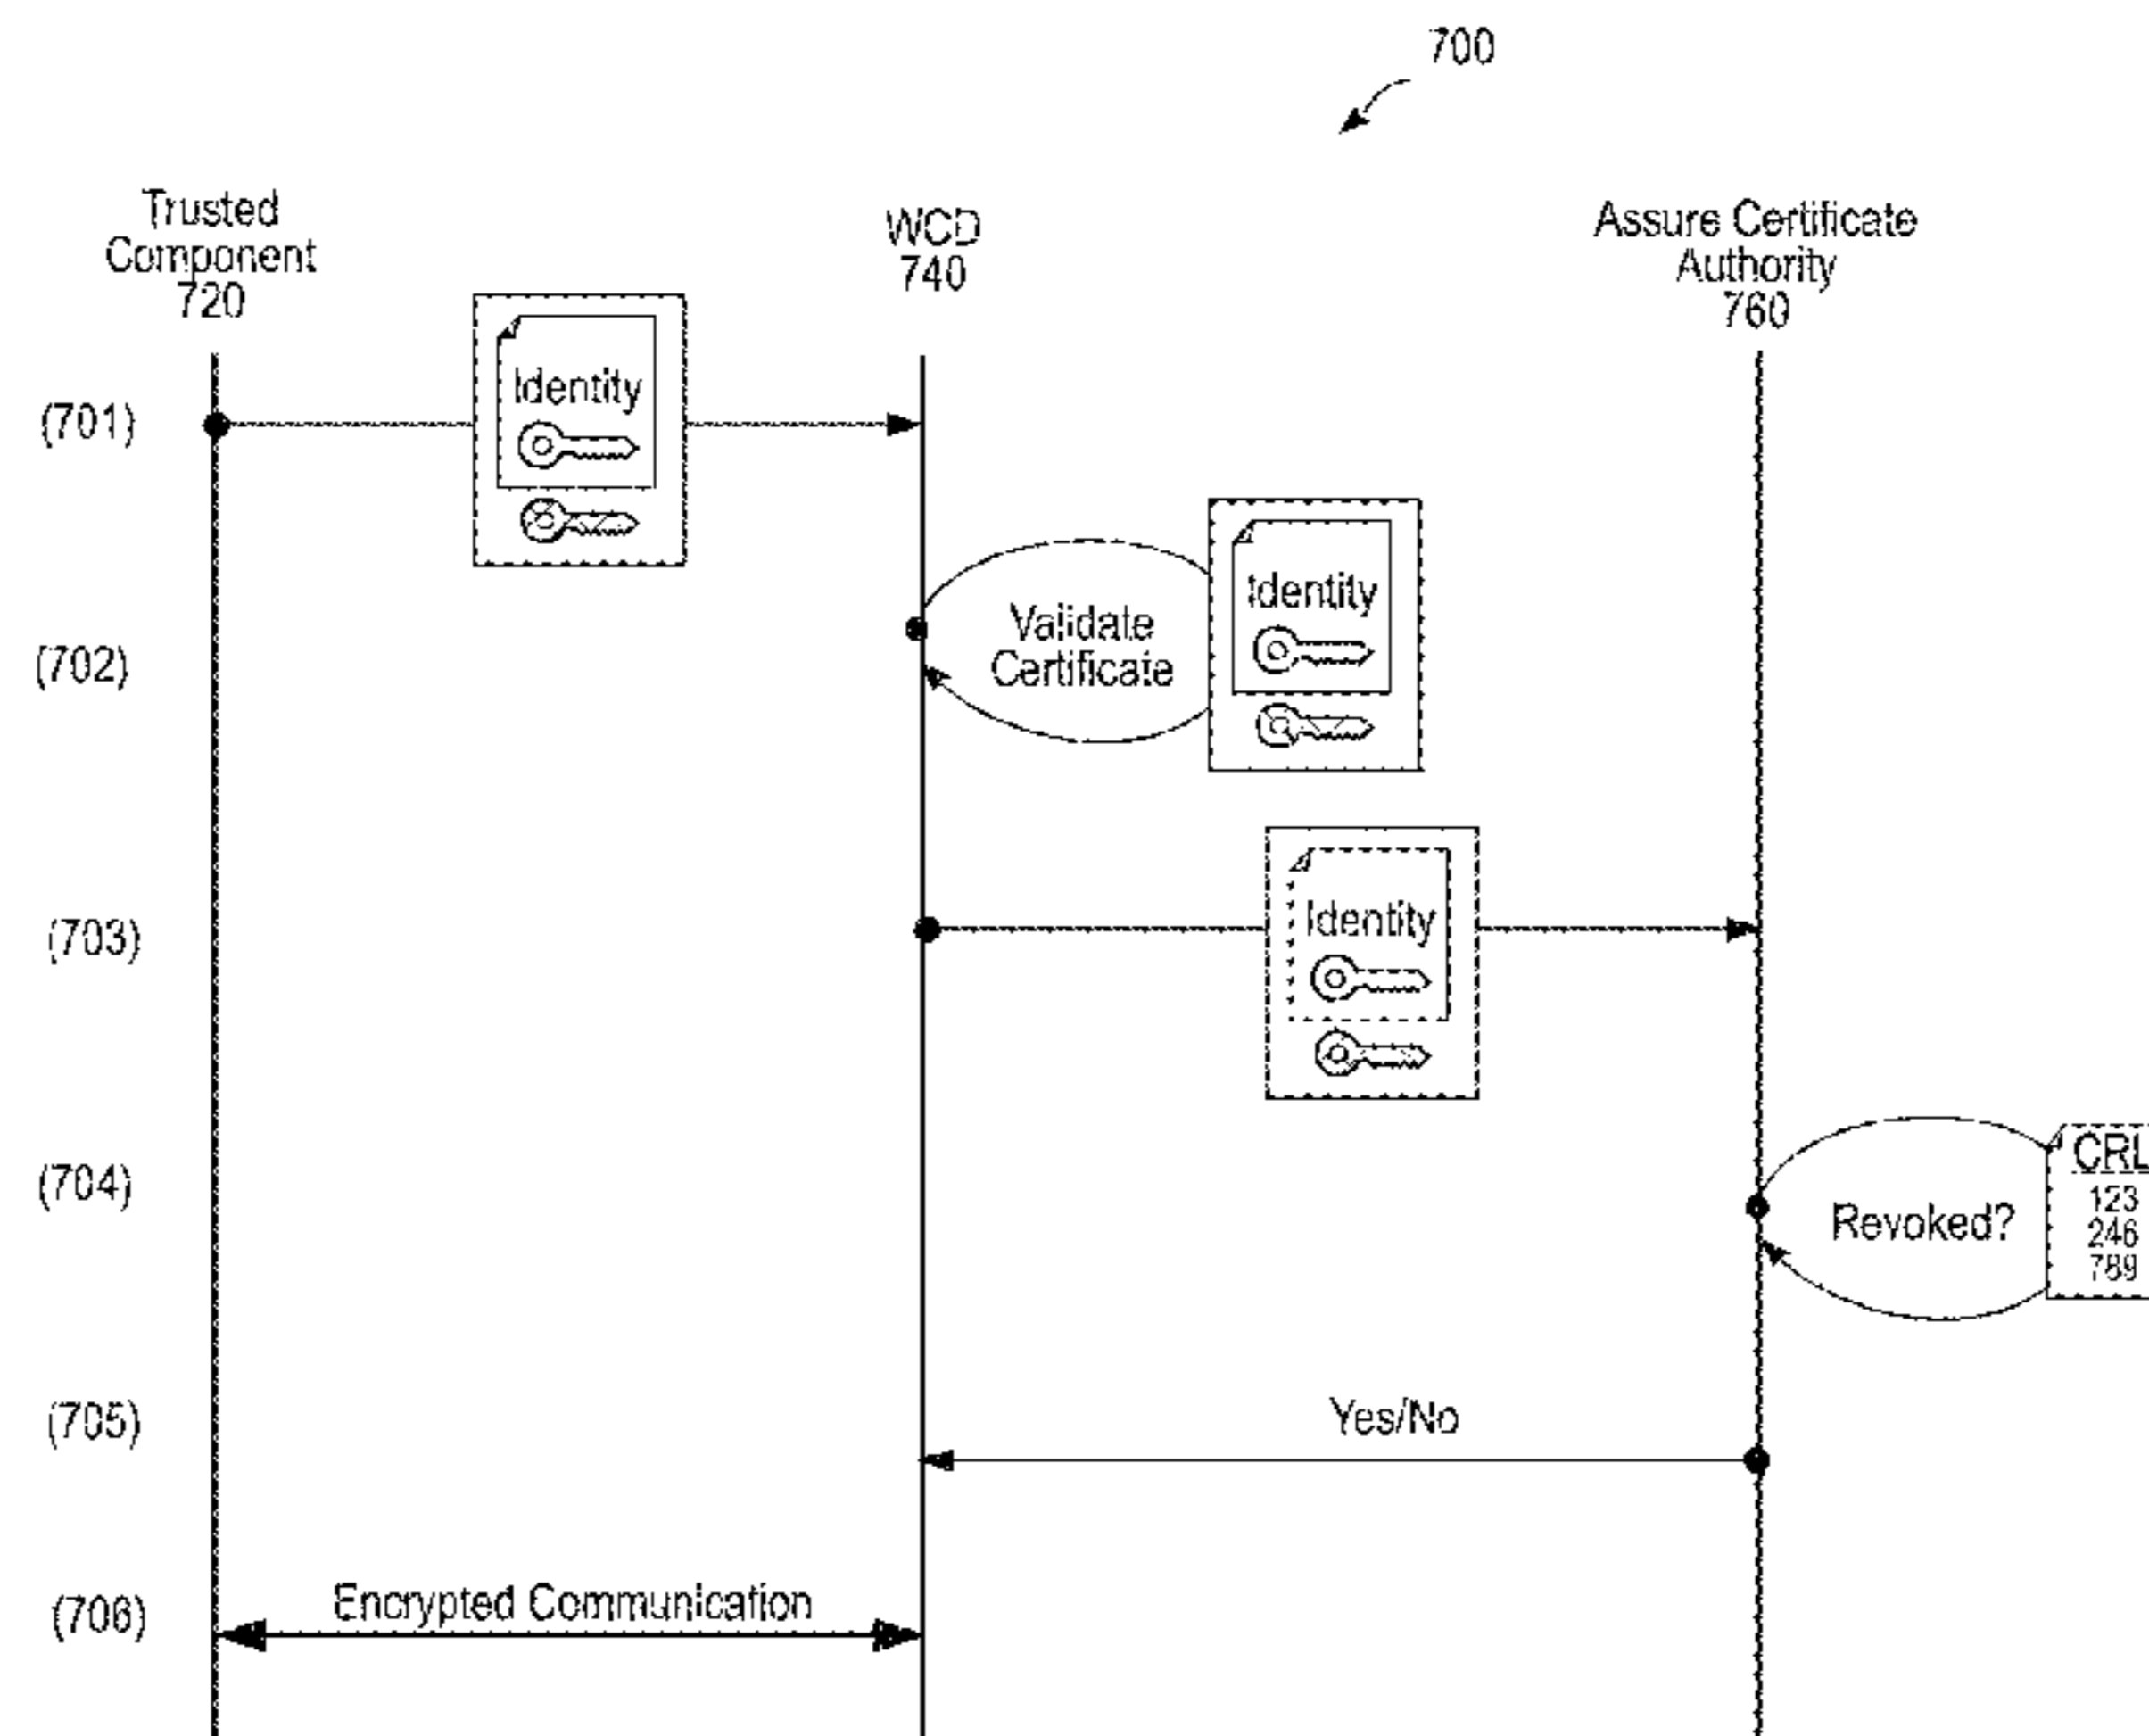 700
Trusted
Component
720
WCD
740
Assure Certificate
Authority
760
(701)
Identity
(702)
Validate
Certificate
Identity
(703)
Identity
(704)
Revoked?
CRL
123
246
789
(705)
Yes/No
(706)
Encrypted Communication